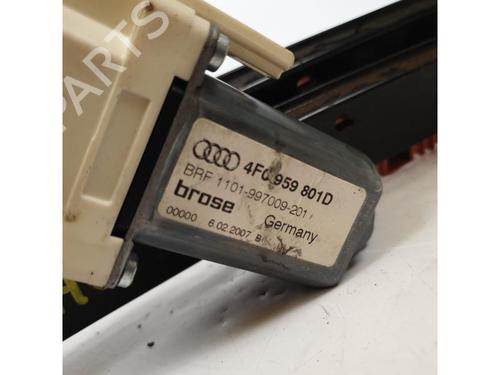 PARTS
4F0 959 801D
BRF 1101-997009-201
brose
Germany
00000 6.02.2007